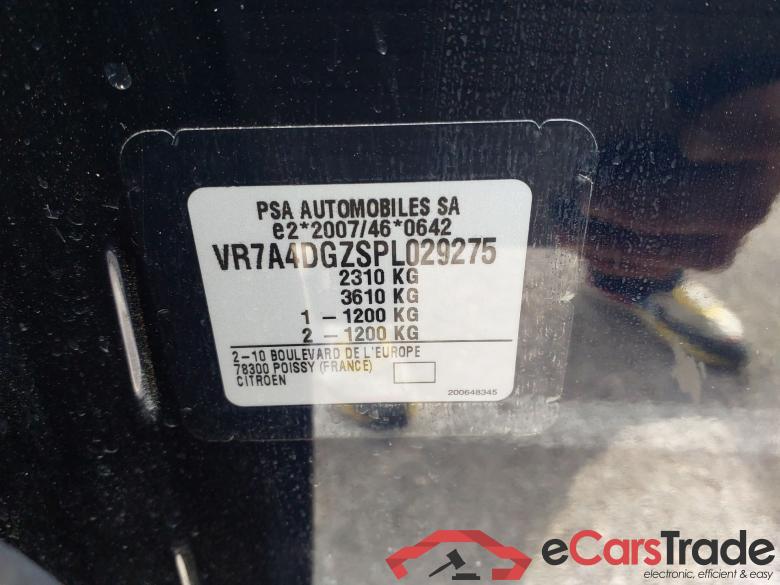 PSA AUTOMOBILES SA
e2*2007/46*0642
VR7A4DGZSPL029275
2310 KG
3610 KG
1 - 1200 KG
2 - 1200 KG
2-10 BOULEVARD DE L'EUROPE
78300 POISSY (FRANCE)
CITROEN
200648345
eCarsTrade
electronic, efficient & easy